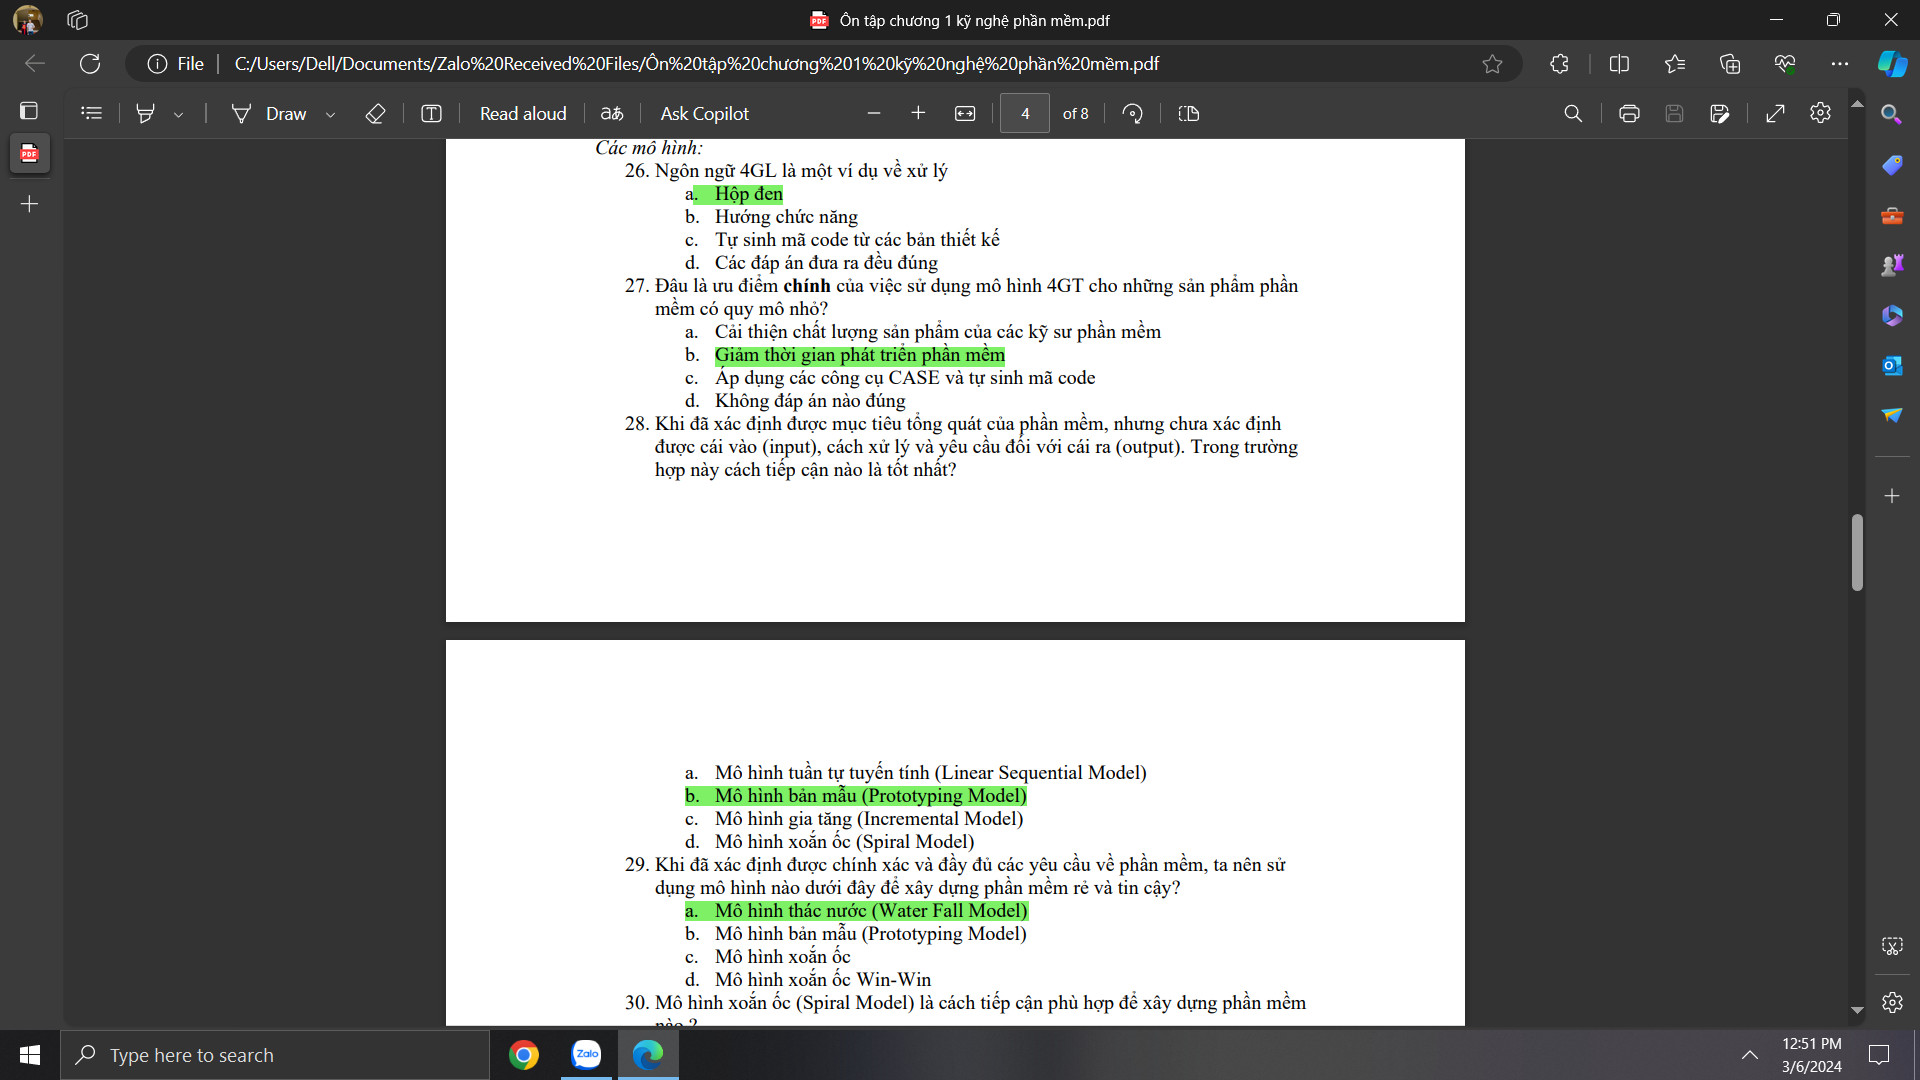 Ôn tập chương 1 kỹ nghệ phần mềm.pdf
File
C:/Users/Dell/Documents/Zalo%20Received%20Files/Ôn%20tập%20chương%201%20kỹ%20nghệ%20phần%20mềm.pdf
Draw
Read aloud
aあ
Ask Copilot
4
of 8
PDF
Các mô hình:
26. Ngôn ngữ 4GL là một ví dụ về xử lý
a. Hộp đen
b. Hướng chức năng
c. Tự sinh mã code từ các bản thiết kế
d. Các đáp án đưa ra đều đúng
27. Đâu là ưu điểm chính của việc sử dụng mô hình 4GT cho những sản phẩm phần
mềm có quy mô nhỏ?
a. Cải thiện chất lượng sản phẩm của các kỹ sư phần mềm
b. Giảm thời gian phát triển phần mềm
c. Áp dụng các công cụ CASE và tự sinh mã code
d. Không đáp án nào đúng
28. Khi đã xác định được mục tiêu tổng quát của phần mềm, nhưng chưa xác định
được cái vào (input), cách xử lý và yêu cầu đối với cái ra (output). Trong trường
hợp này cách tiếp cận nào là tốt nhất?
a. Mô hình tuần tự tuyến tính (Linear Sequential Model)
b. Mô hình bản mẫu (Prototyping Model)
c. Mô hình gia tăng (Incremental Model)
d. Mô hình xoắn ốc (Spiral Model)
29. Khi đã xác định được chính xác và đầy đủ các yêu cầu về phần mềm, ta nên sử
dụng mô hình nào dưới đây để xây dựng phần mềm rẻ và tin cậy?
a. Mô hình thác nước (Water Fall Model)
b. Mô hình bản mẫu (Prototyping Model)
c. Mô hình xoắn ốc
d. Mô hình xoắn ốc Win-Win
30. Mô hình xoắn ốc (Spiral Model) là cách tiếp cận phù hợp để xây dựng phần mềm
nào ?
Type here to search
Zalo
12:51 PM
3/6/2024